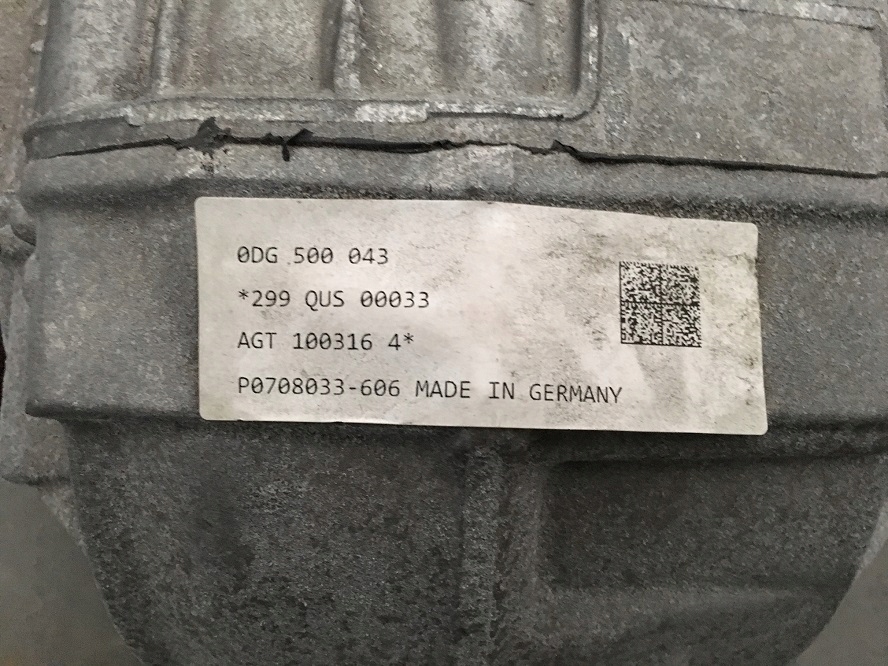 0DG 500 043
*299 QUS 00033
AGT 100316 4*
P0708033-606 MADE IN GERMANY